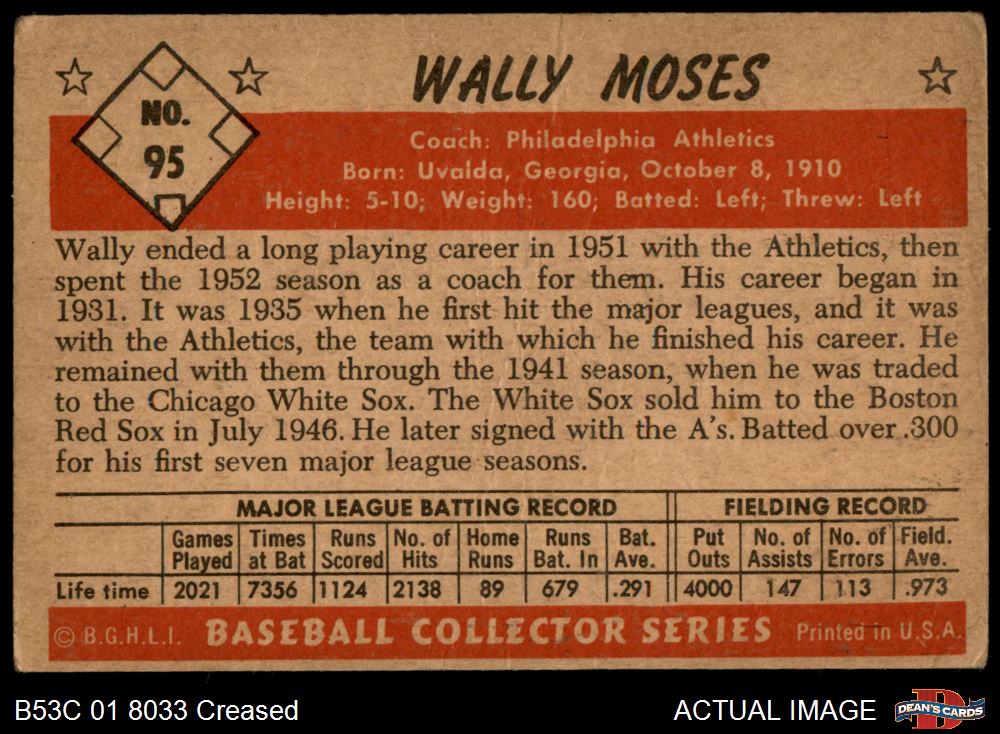 WALLY MOSES
NO.
95
Coach: Philadelphia Athletics
Born: Uvalda, Georgia, October 8, 1910
Height: 5-10; Weight: 160; Batted: Left; Threw: Left
Wally ended a long playing career in 1951 with the Athletics, then
spent the 1952 season as a coach for them. His career began in
1931. It was 1935 when he first hit the major leagues, and it was
with the Athletics, the team with which he finished his career. He
remained with them through the 1941 season, when he was traded
to the Chicago White Sox. The White Sox sold him to the Boston
Red Sox in July 1946. He later signed with the A's. Batted over .300
for his first seven major league seasons.
MAJOR LEAGUE BATTING RECORD FIELDING RECORD
Games Times Runs No. of Home Runs Bat. Put No. of No. of Field.
Played at Bat Scored Hits Runs Bat. In Ave. Outs Assists Errors Ave.
Life time 2021 7356 1124 2138 89 679 .291 4000 147 113 .973
© B.G.H.L.I. BASEBALL COLLECTOR SERIES Printed in U.S.A.
B53C 01 8033 Creased ACTUAL IMAGE D DEAN'S CARDS